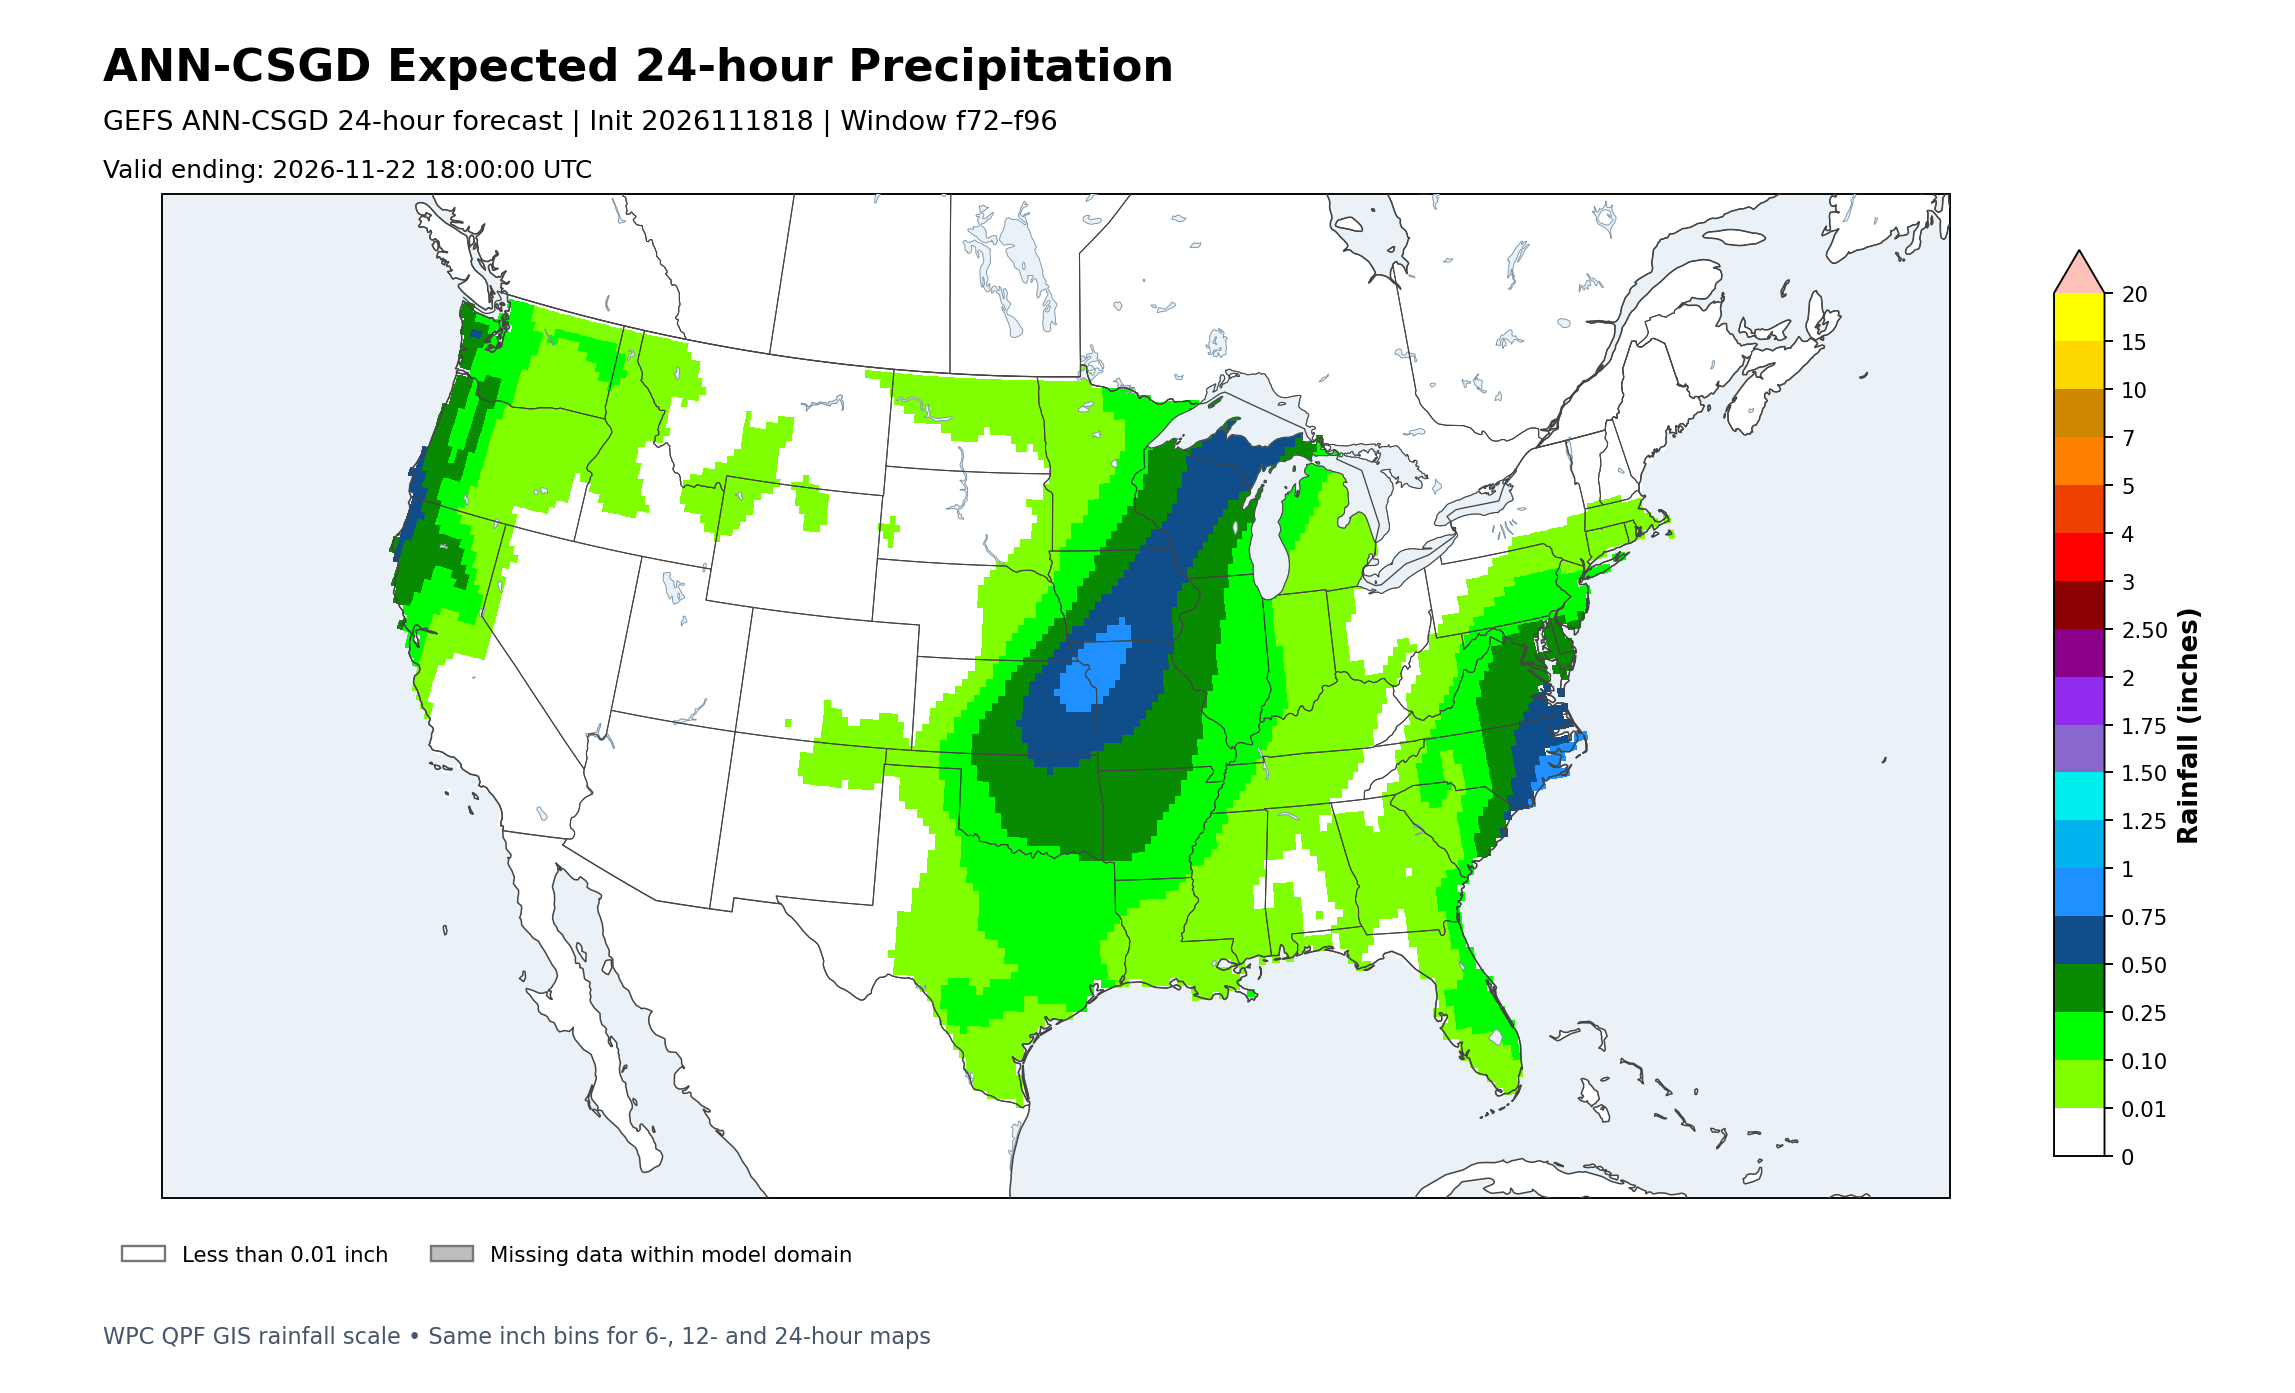 ANN-CSGD Expected 24-hour Precipitation
GEFS ANN-CSGD 24-hour forecast | Init 2026111818 | Window f72–f96
Valid ending: 2026-11-22 18:00:00 UTC
20
15
10
7
5
4
3
2.50
2
1.75
1.50
1.25
1
0.75
0.50
0.25
0.10
0.01
0
Rainfall (inches)
Less than 0.01 inch
Missing data within model domain
WPC QPF GIS rainfall scale • Same inch bins for 6-, 12- and 24-hour maps